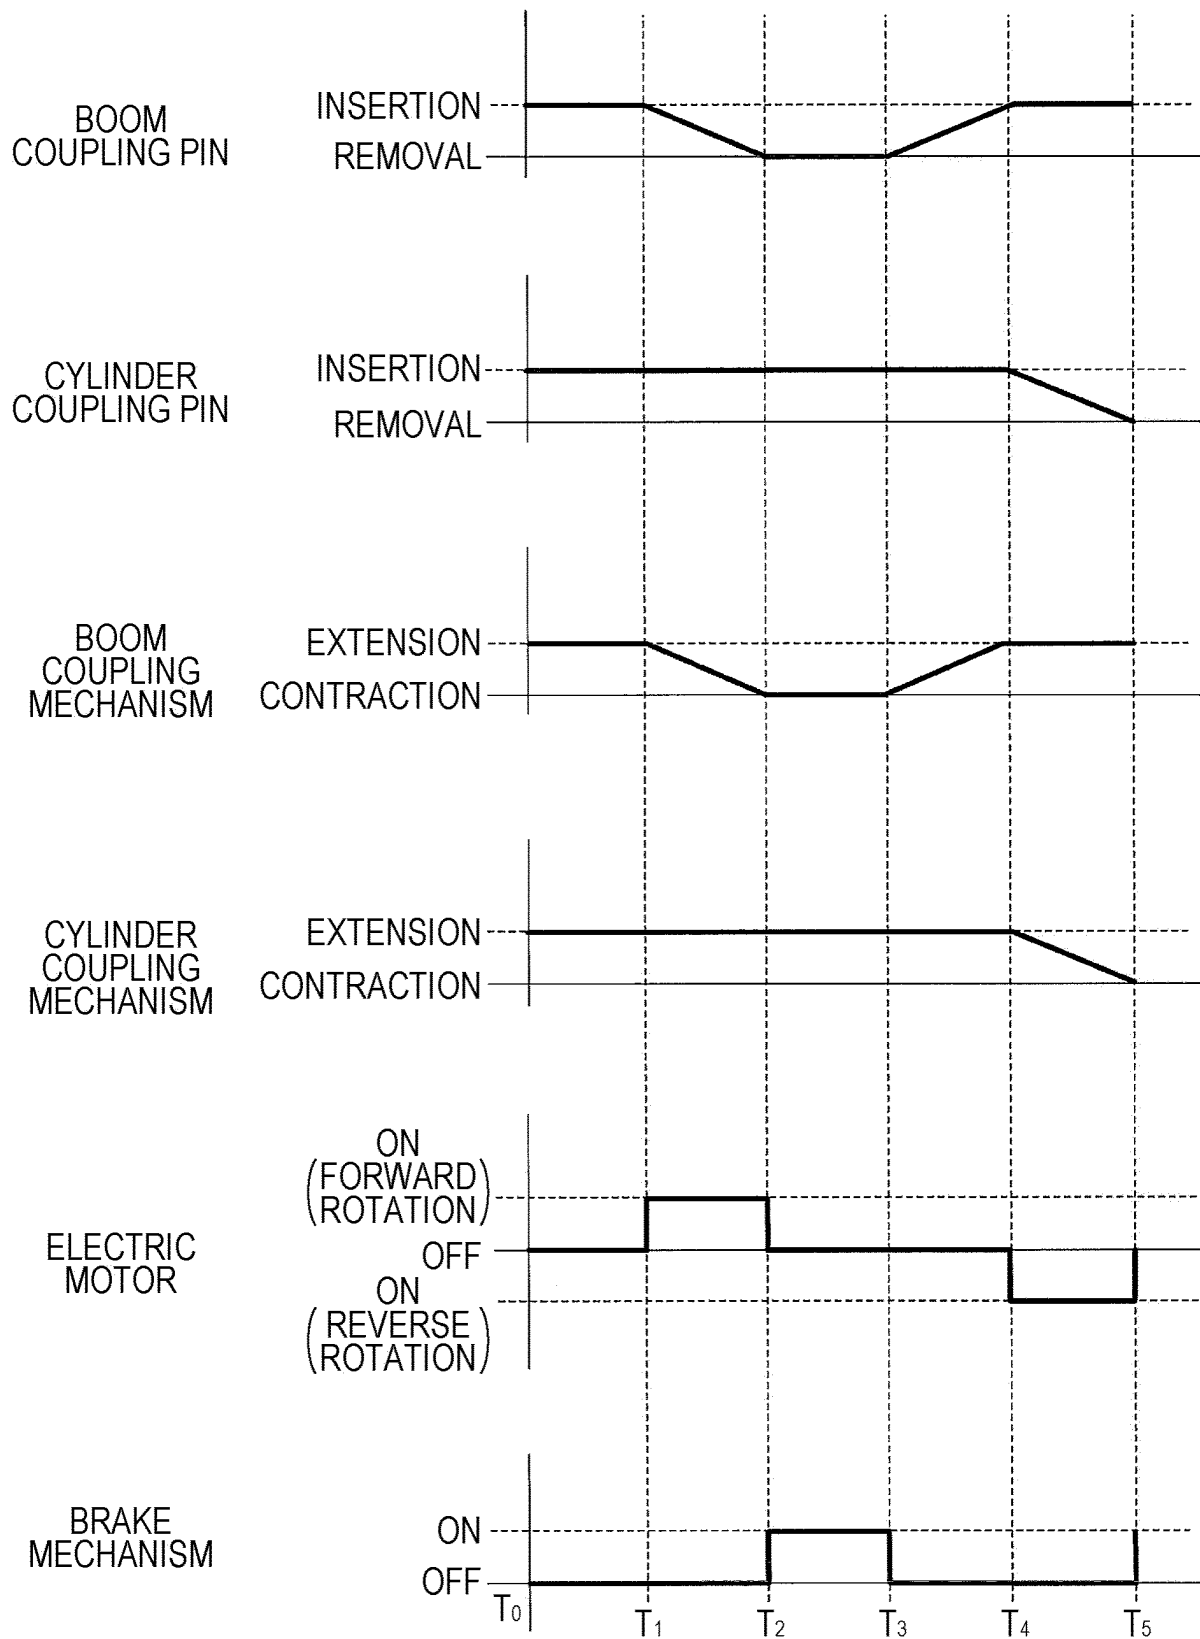 BOOM
COUPLING PIN
INSERTION
REMOVAL
CYLINDER
COUPLING PIN
INSERTION
REMOVAL
BOOM
COUPLING
MECHANISM
EXTENSION
CONTRACTION
CYLINDER
COUPLING
MECHANISM
EXTENSION
CONTRACTION
ELECTRIC
MOTOR
ON
(FORWARD
ROTATION)
OFF
ON
(REVERSE
ROTATION)
BRAKE
MECHANISM
ON
OFF
T0 T1 T2 T3 T4 T5